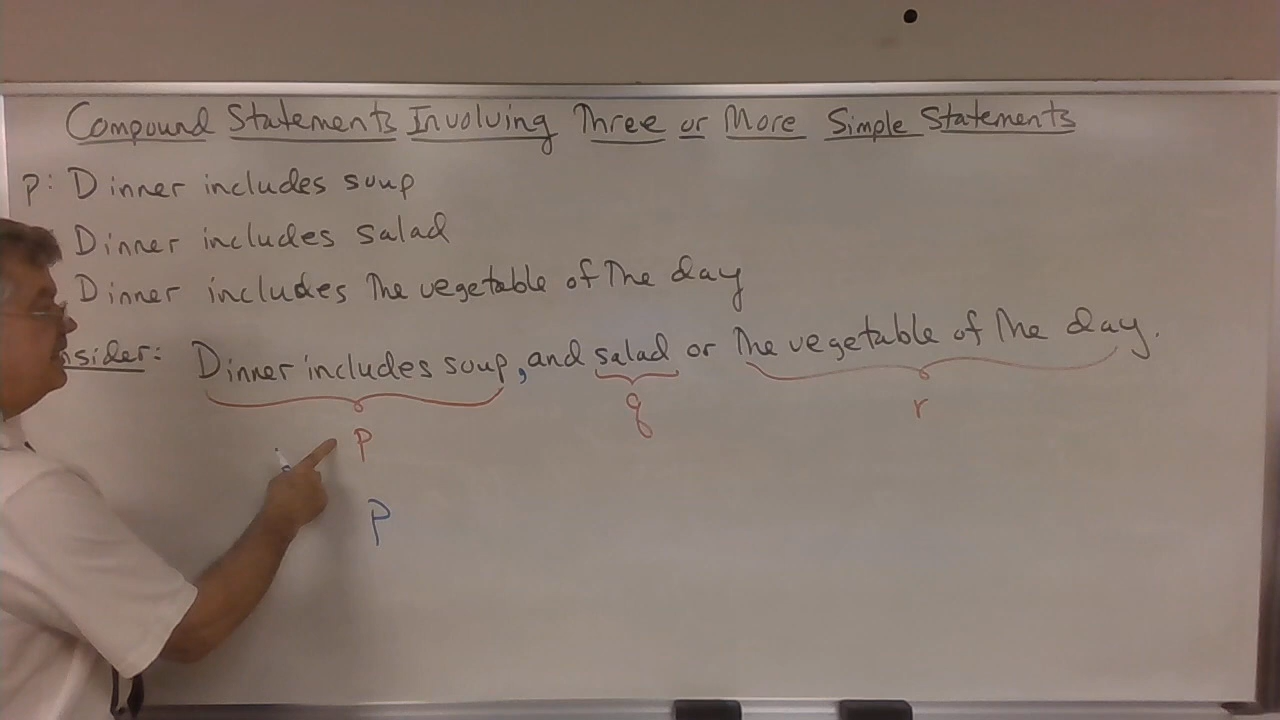 Compound Statements Involving Three or More Simple Statements
p: Dinner includes soup
Dinner includes salad
Dinner includes the vegetable of the day
sider: Dinner includes soup, and salad or the vegetable of the day.
p q r
p